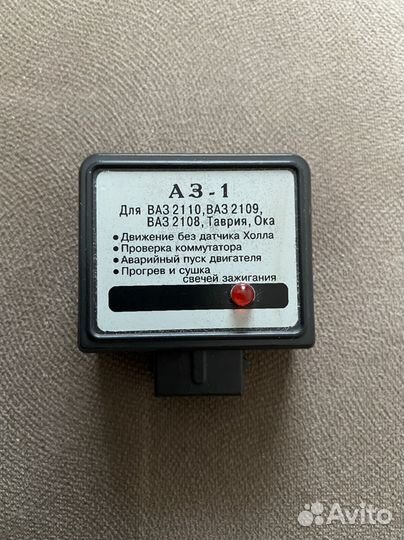 АЗ-1
Для ВАЗ 2110, ВАЗ 2109,
ВАЗ 2108, Таврия, Ока
• Движение без датчика Холла
• Проверка коммутатора
• Аварийный пуск двигателя
• Прогрев и сушка
свечей зажигания
Avito